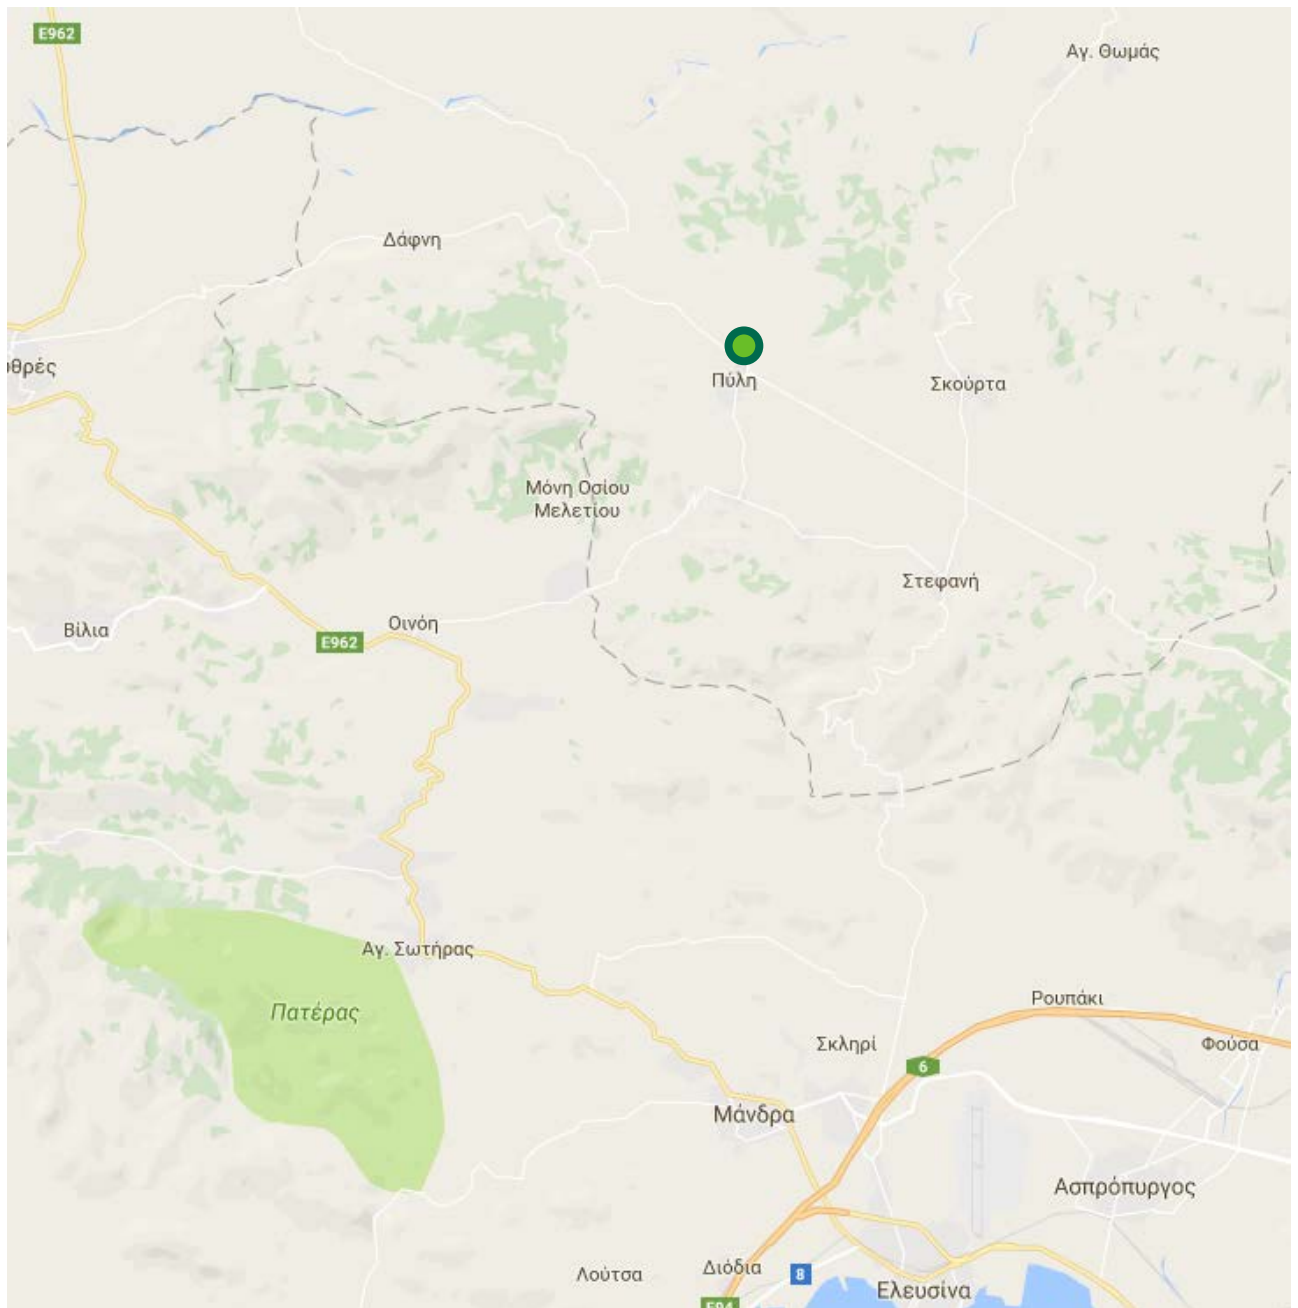 E962
Αγ. Θωμάς
Δάφνη
θρές
Πύλη
Σκούρτα
Μόνη Οσίου
Μελετίου
Στεφανή
Βίλια
Οινόη
E962
Αγ. Σωτήρας
Πατέρας
Ρουπάκι
Σκληρί
Φούσα
6
Μάνδρα
Ασπρόπυργος
Λούτσα
Διόδια
8
Ελευσίνα
E94